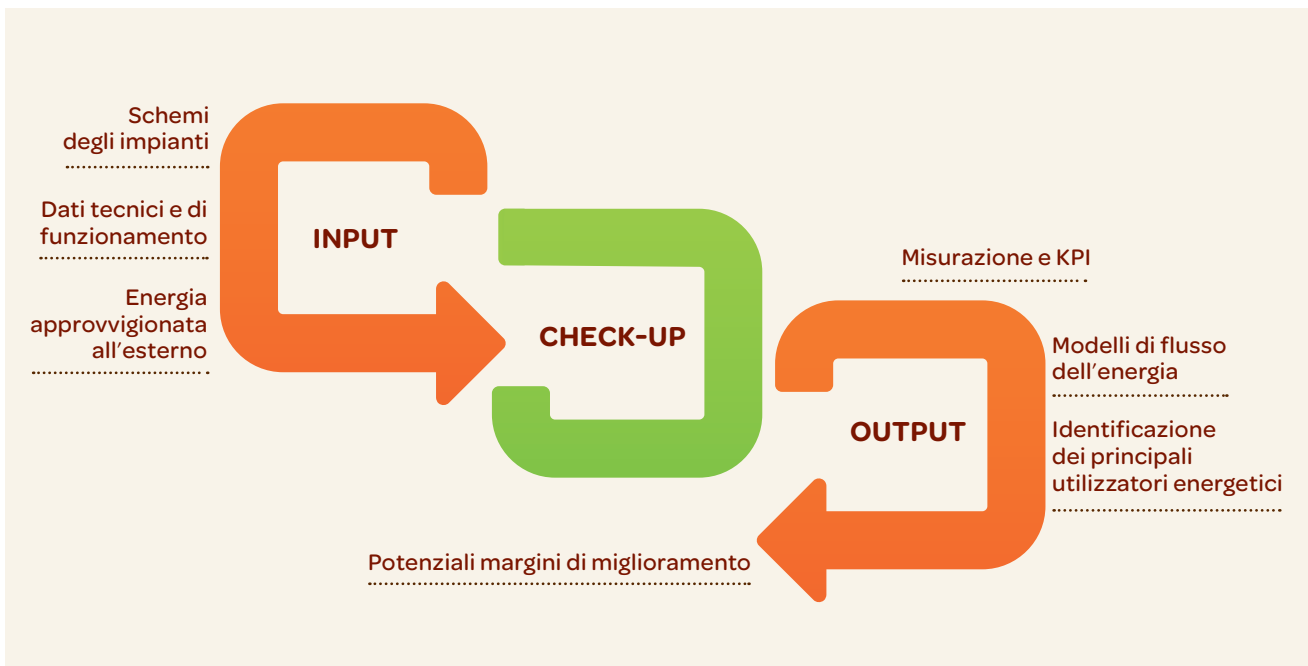 Schemi
degli impianti
Dati tecnici e di
funzionamento
Energia
approvvigionata
all'esterno
INPUT
CHECK-UP
OUTPUT
Misurazione e KPI
Modelli di flusso
dell'energia
Identificazione
dei principali
utilizzatori energetici
Potenziali margini di miglioramento